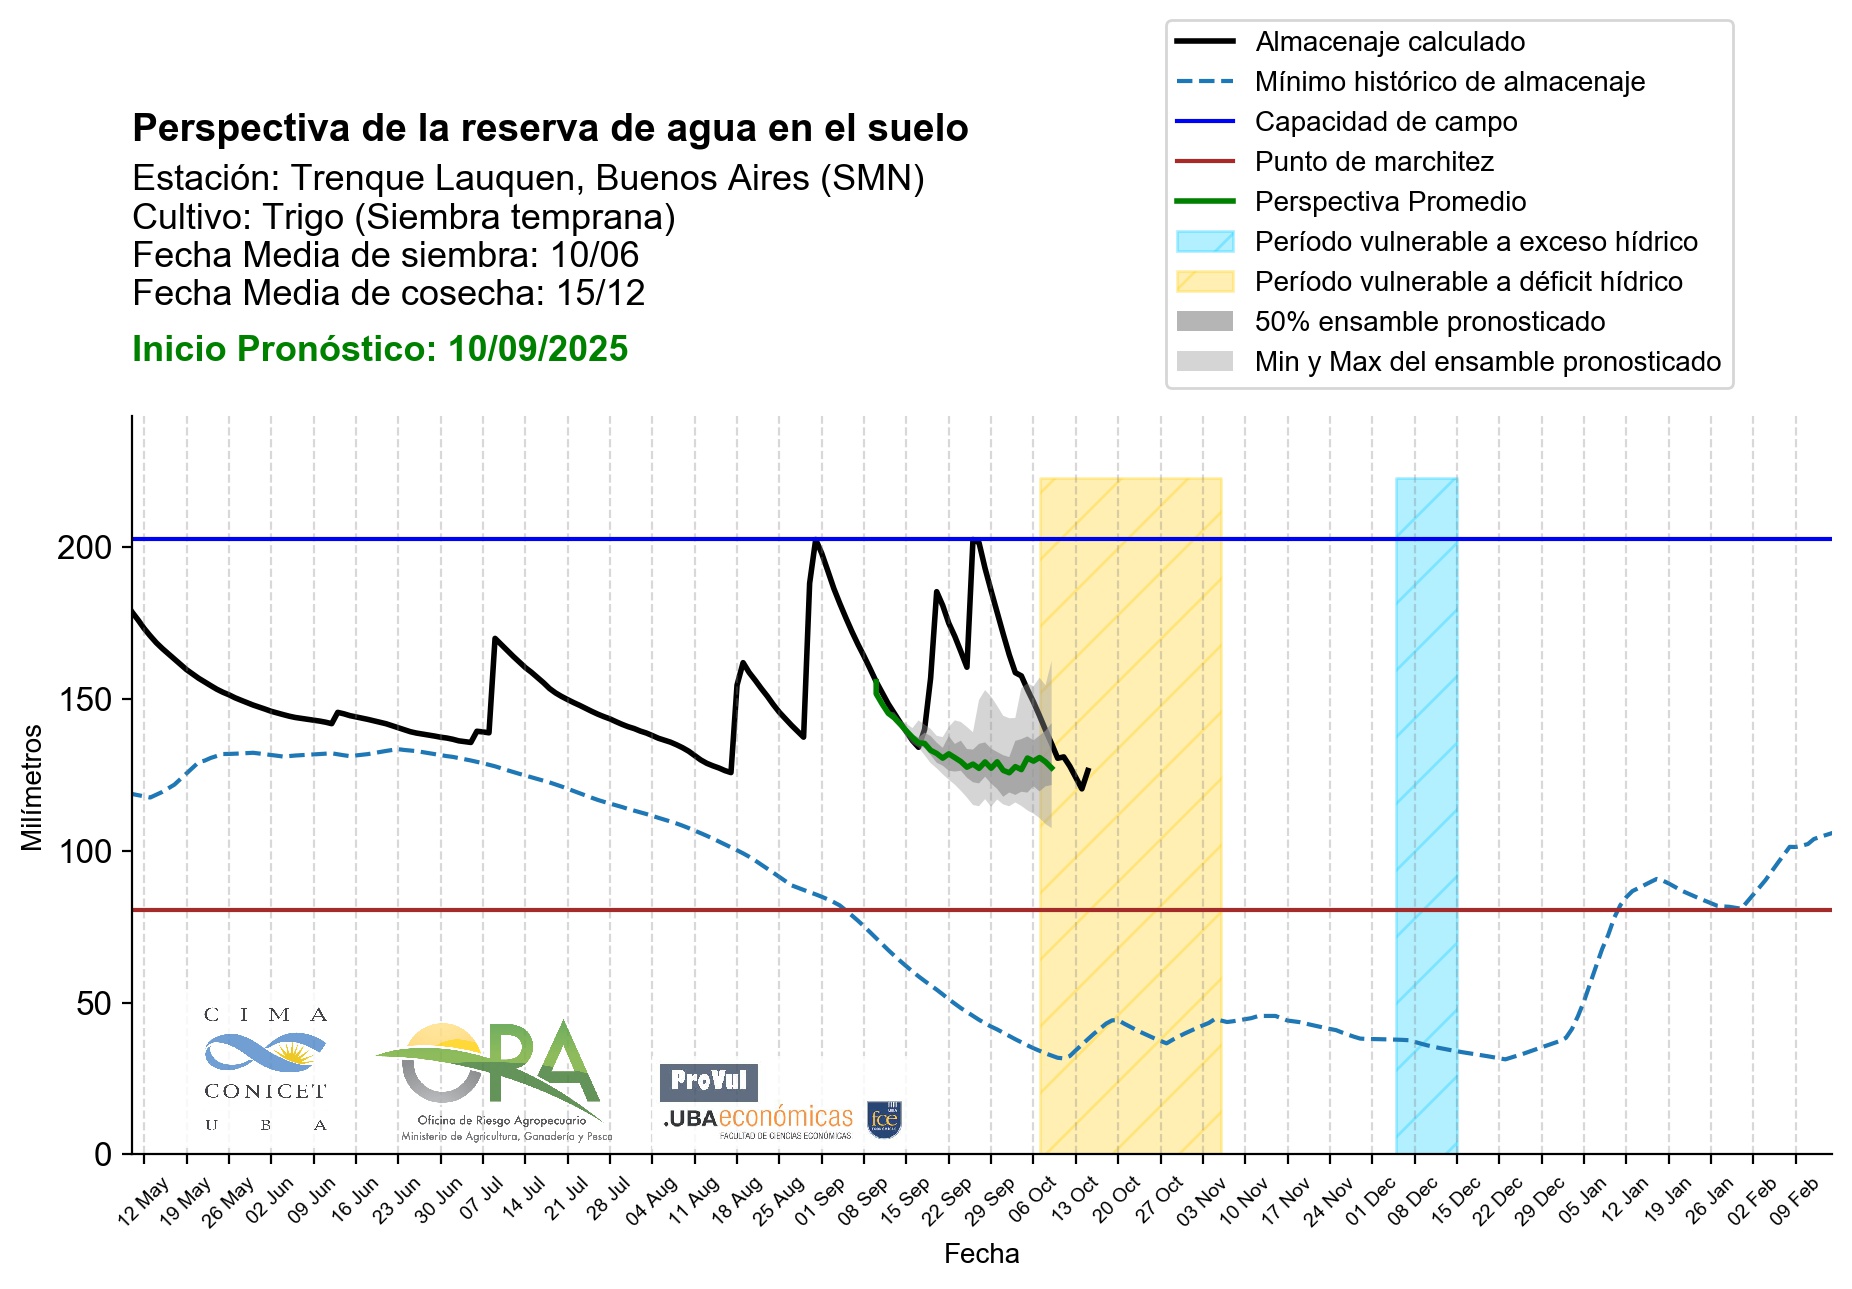 Almacenaje calculado
Mínimo histórico de almacenaje
Capacidad de campo
Punto de marchitez
Perspectiva Promedio
Período vulnerable a exceso hídrico
Período vulnerable a déficit hídrico
50% ensamble pronosticado
Min y Max del ensamble pronosticado
Perspectiva de la reserva de agua en el suelo
Estación: Trenque Lauquen, Buenos Aires (SMN)
Cultivo: Trigo (Siembra temprana)
Fecha Media de siembra: 10/06
Fecha Media de cosecha: 15/12
Inicio Pronóstico: 10/09/2025
Milímetros
200
150
100
50
0
CIMA
CONICET
UBA
ORA
Oficina de Riesgo Agropecuario
Ministerio de Agricultura, Ganadería y Pesca
ProVul
.UBAeconómicas
FACULTAD DE CIENCIAS ECONÓMICAS
fce
12 May 19 May 26 May 02 Jun 09 Jun 16 Jun 23 Jun 30 Jun 07 Jul 14 Jul 21 Jul 28 Jul 04 Aug 11 Aug 18 Aug 25 Aug 01 Sep 08 Sep 15 Sep 22 Sep 29 Sep 06 Oct 13 Oct 20 Oct 27 Oct 03 Nov 10 Nov 17 Nov 24 Nov 01 Dec 08 Dec 15 Dec 22 Dec 29 Dec 05 Jan 12 Jan 19 Jan 26 Jan 02 Feb 09 Feb
Fecha